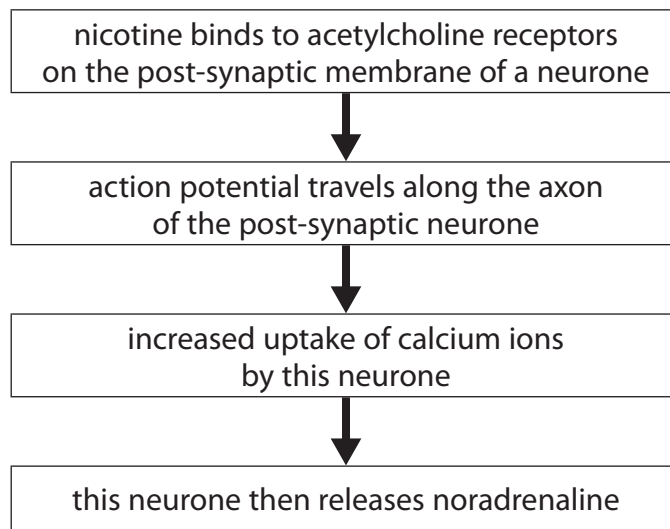 nicotine binds to acetylcholine receptors
on the post-synaptic membrane of a neurone
action potential travels along the axon
of the post-synaptic neurone
increased uptake of calcium ions
by this neurone
this neurone then releases noradrenaline